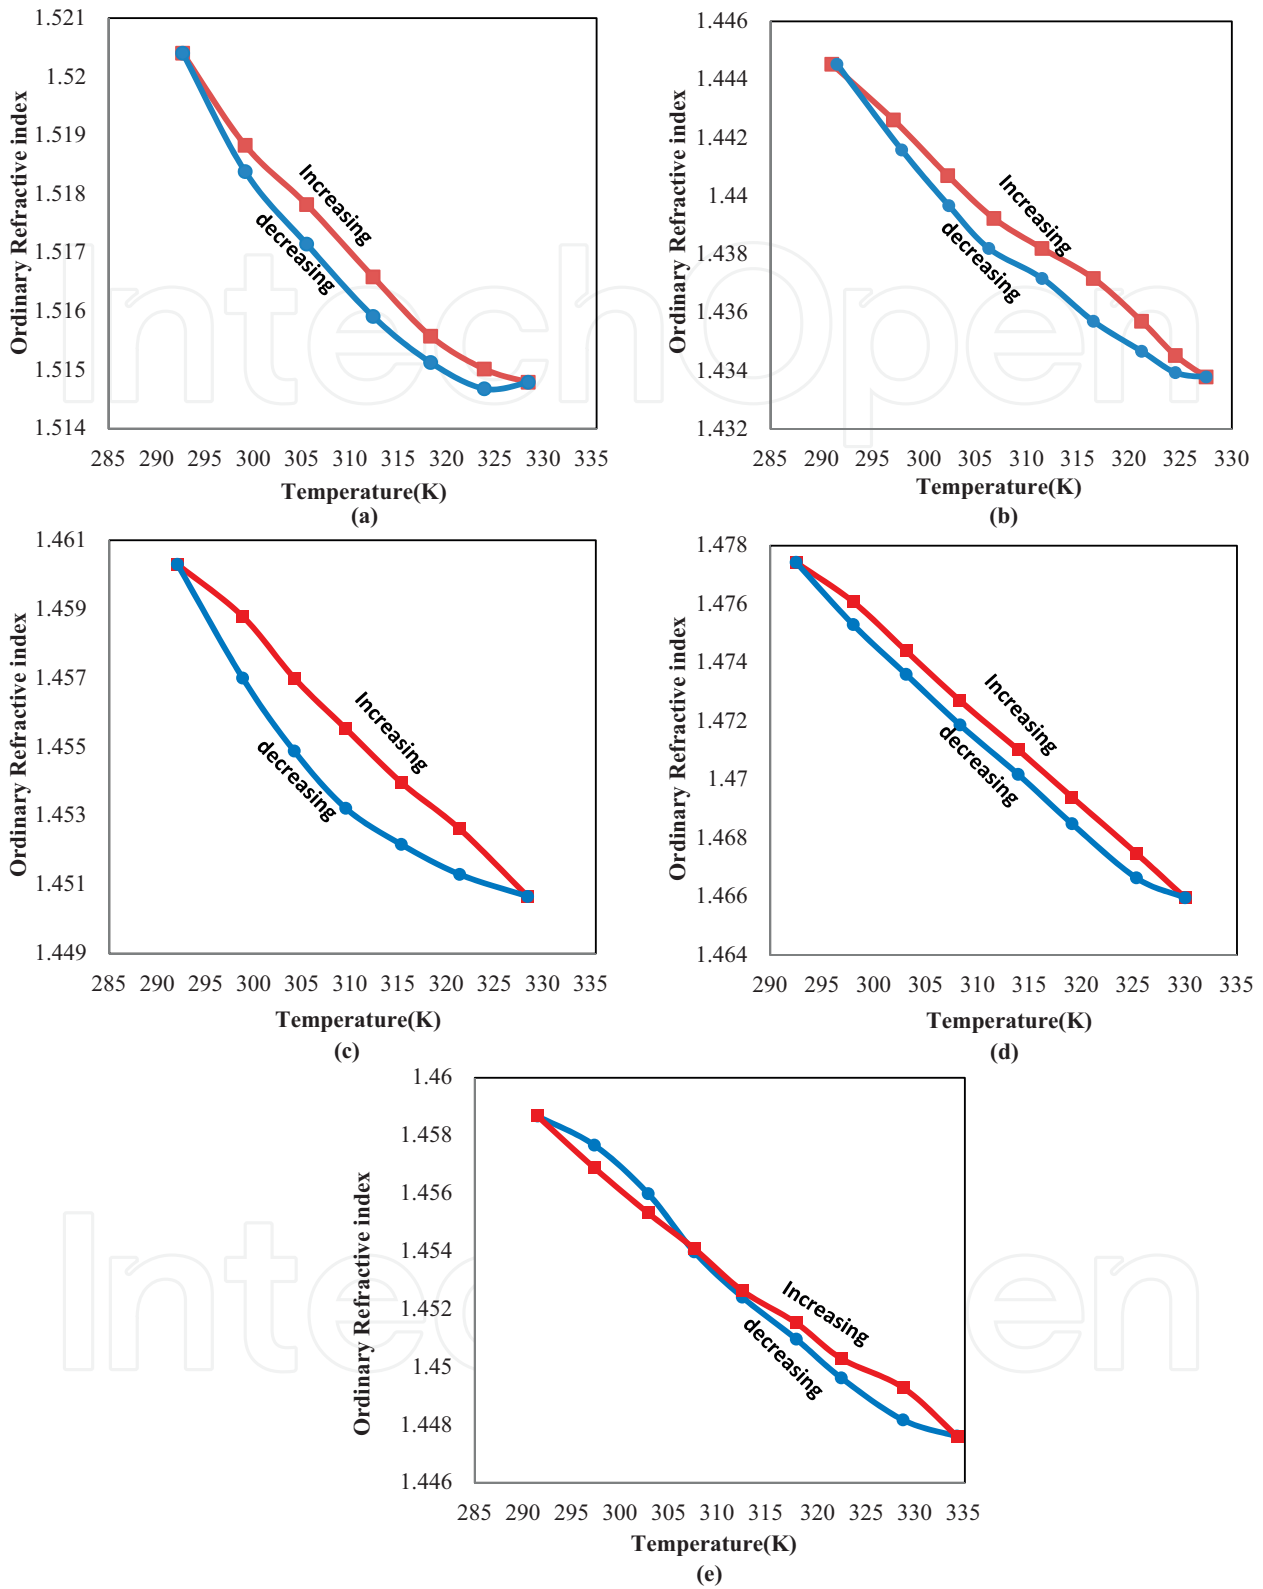 1.521
1.52
1.519
1.518
1.517
1.516
1.515
1.514
Ordinary Refractive index
Increasing
decreasing
285 290 295 300 305 310 315 320 325 330 335
Temperature(K)
(a)
1.446
1.444
1.442
1.44
1.438
1.436
1.434
1.432
Ordinary Refractive index
Increasing
decreasing
285 290 295 300 305 310 315 320 325 330
Temperature(K)
(b)
1.461
1.459
1.457
1.455
1.453
1.451
1.449
Ordinary Refractive index
Increasing
decreasing
285 290 295 300 305 310 315 320 325 330 335
Temperature(K)
(c)
1.478
1.476
1.474
1.472
1.47
1.468
1.466
1.464
Ordinary Refractive index
Increasing
decreasing
290 295 300 305 310 315 320 325 330 335
Temperature(K)
(d)
1.46
1.458
1.456
1.454
1.452
1.45
1.448
1.446
Ordinary Refractive index
Increasing
decreasing
285 290 295 300 305 310 315 320 325 330 335
Temperature(K)
(e)
IntechOpen
IntechOpen